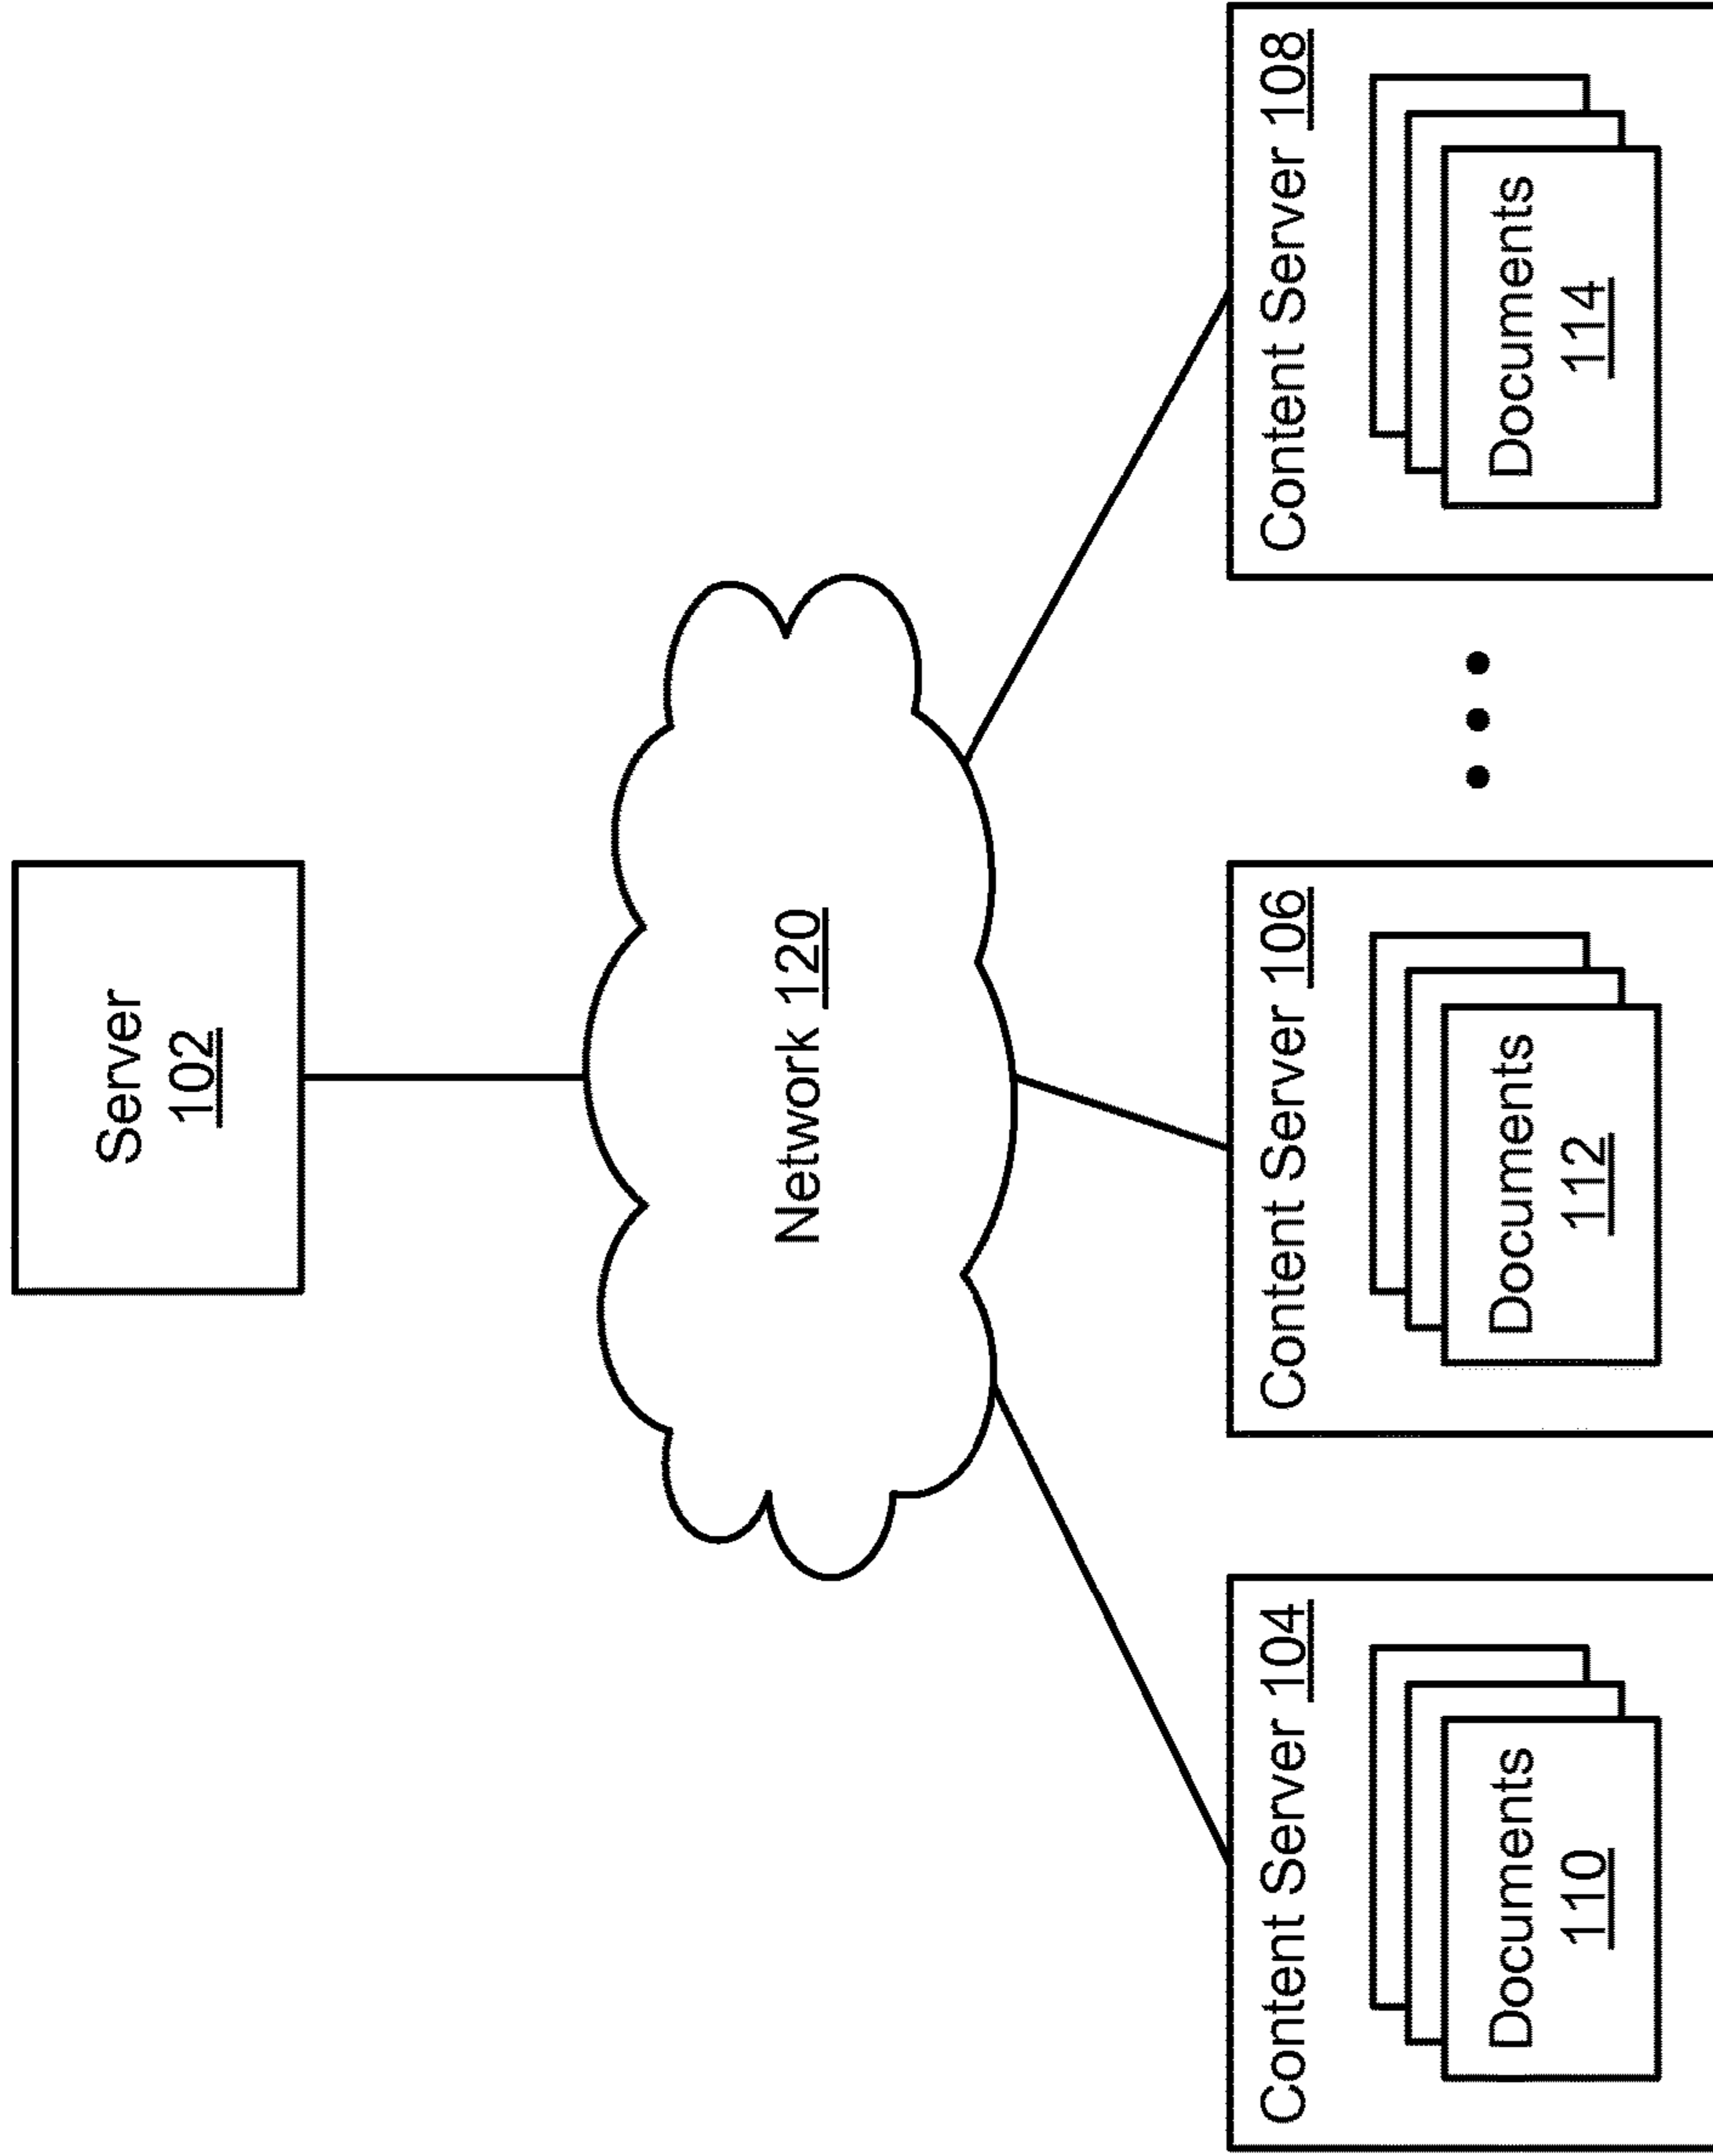 Server
102
Network 120
Content Server 104
Documents
110
Content Server 106
Documents
112
Content Server 108
Documents
114